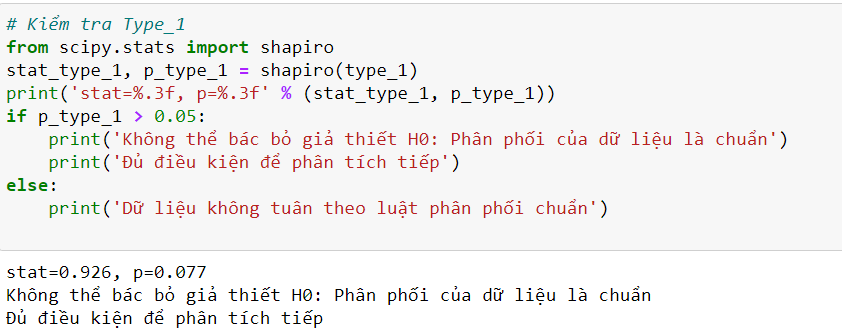 # Kiểm tra Type_1
from scipy.stats import shapiro
stat_type_1, p_type_1 = shapiro(type_1)
print('stat=%.3f, p=%.3f' % (stat_type_1, p_type_1))
if p_type_1 > 0.05:
    print('Không thể bác bỏ giả thiết H0: Phân phối của dữ liệu là chuẩn')
    print('Đủ điều kiện để phân tích tiếp')
else:
    print('Dữ liệu không tuân theo luật phân phối chuẩn')
stat=0.926, p=0.077
Không thể bác bỏ giả thiết H0: Phân phối của dữ liệu là chuẩn
Đủ điều kiện để phân tích tiếp